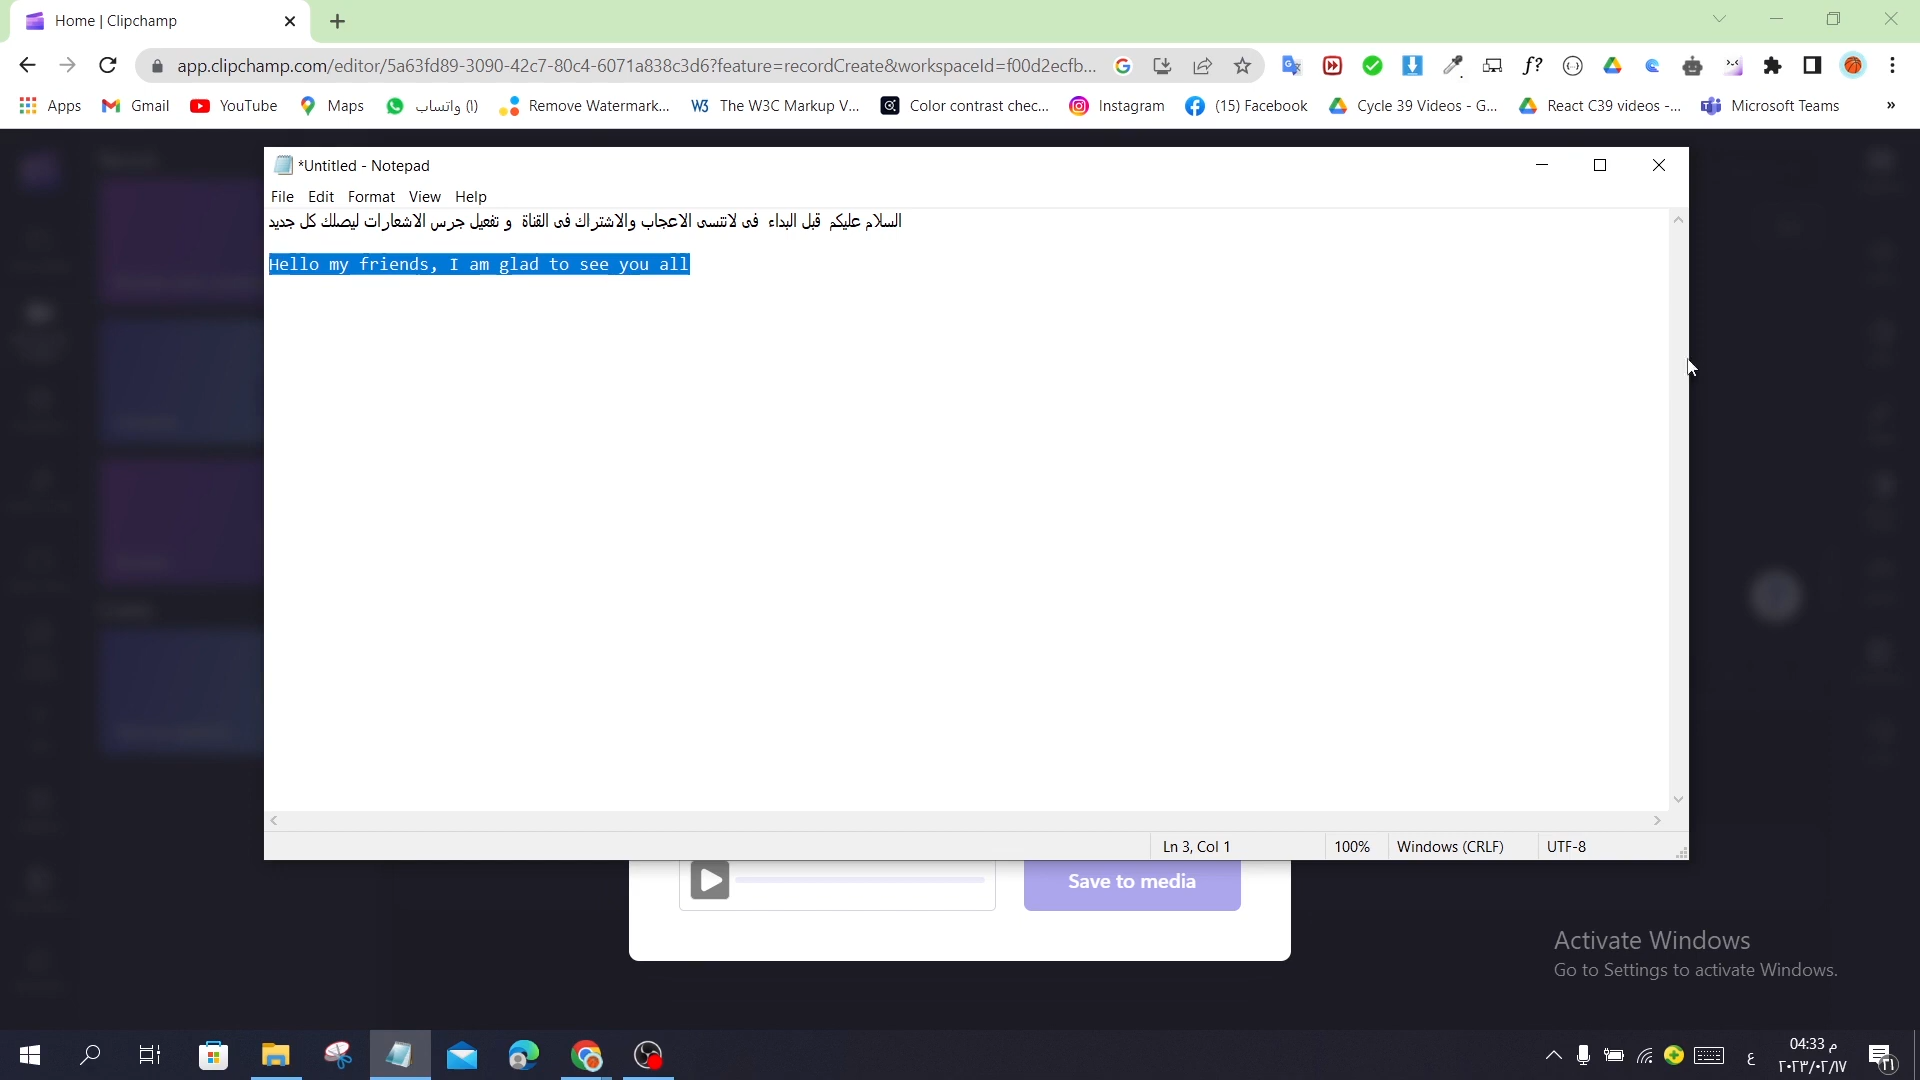 Home | Clipchamp
app.clipchamp.com/editor/5a63fd89-3090-42c7-80c4-6071a838c3d6?feature=recordCreate&workspaceId=f00d2ecfb...
Apps Gmail YouTube Maps (١) واتساب Remove Watermark... The W3C Markup V... Color contrast chec... Instagram (15) Facebook Cycle 39 Videos - G... React C39 videos -... Microsoft Teams »
*Untitled - Notepad
File Edit Format View Help
السلام عليكم قبل البداء فى لاتنسى الاعجاب والاشتراك فى القناة و تفعيل جرس الاشعارات ليصلك كل جديد
Hello my friends, I am glad to see you all
Ln 3, Col 1 100% Windows (CRLF) UTF-8
Save to media
Activate Windows
Go to Settings to activate Windows.
ع
04:33 م
٢٠٢٣/٠٢/١٧
٢١